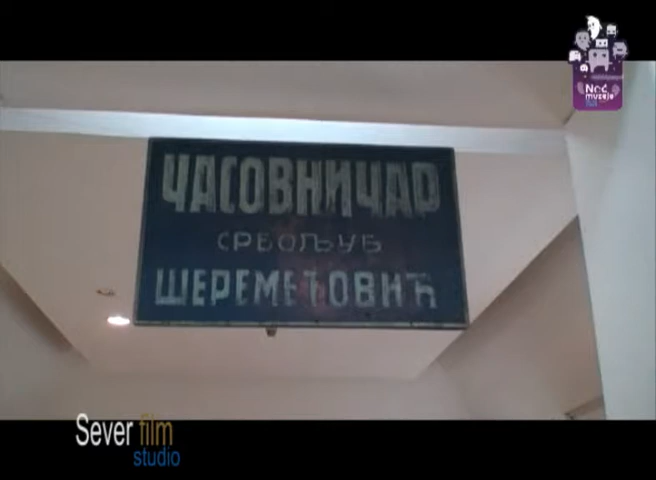 Noć
muzeja
ЧАСОВНИЧАР
СРБОЉУБ
ШЕРЕМЕЂОВИЋ
Sever film
studio